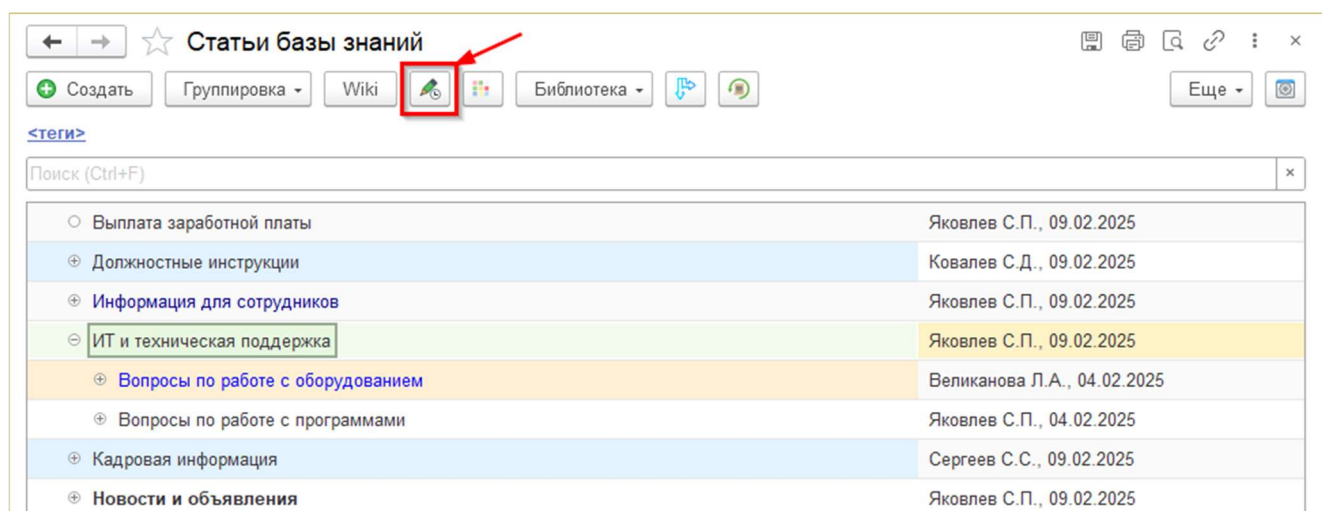 Статьи базы знаний
Создать Группировка Wiki Библиотека Еще
<теги>
Поиск (Ctrl+F)
Выплата заработной платы Яковлев С.П., 09.02.2025
Должностные инструкции Ковалев С.Д., 09.02.2025
Информация для сотрудников Яковлев С.П., 09.02.2025
ИТ и техническая поддержка Яковлев С.П., 09.02.2025
Вопросы по работе с оборудованием Великанова Л.А., 04.02.2025
Вопросы по работе с программами Яковлев С.П., 04.02.2025
Кадровая информация Сергеев С.С., 09.02.2025
Новости и объявления Яковлев С.П., 09.02.2025